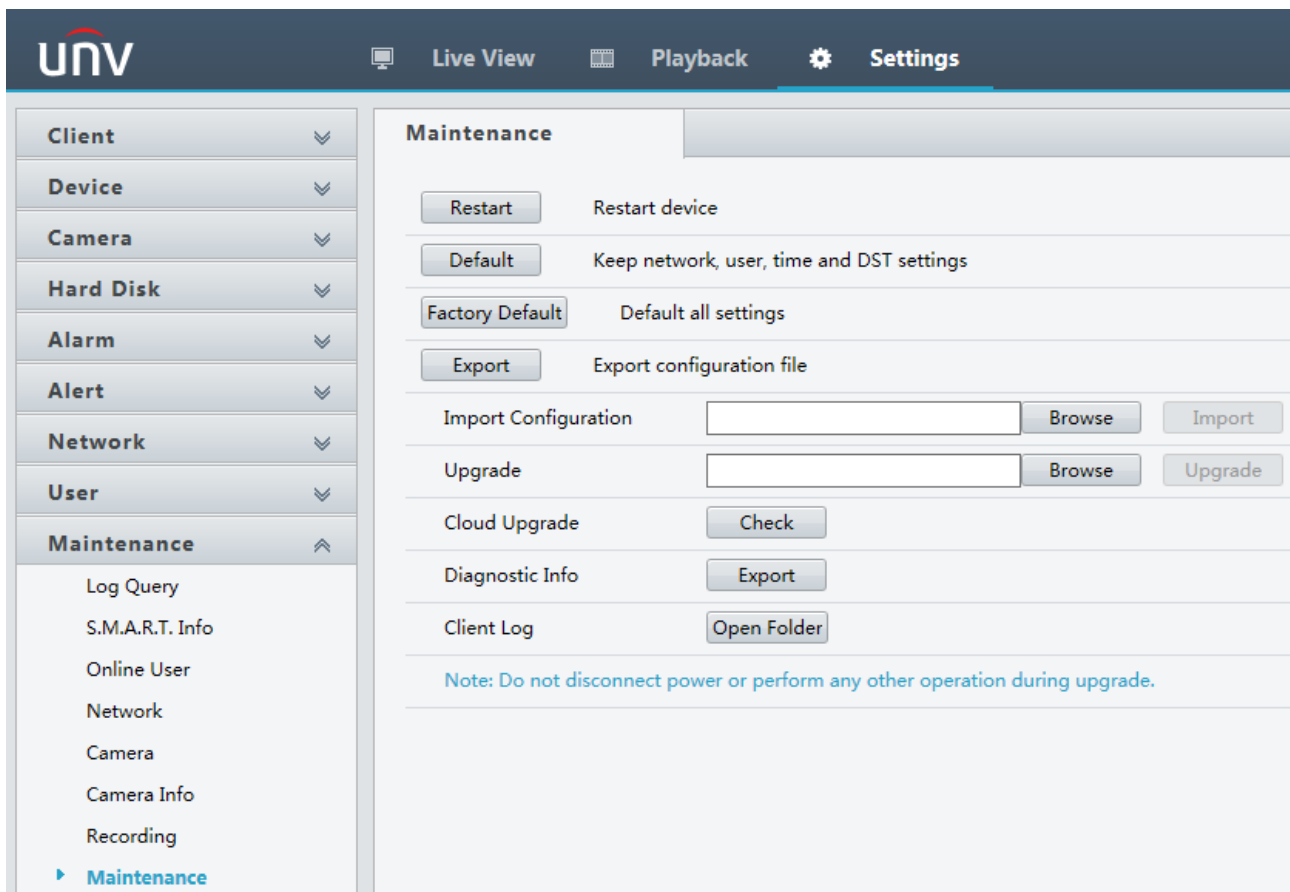 unv
Live View
Playback
Settings
Client
Device
Camera
Hard Disk
Alarm
Alert
Network
User
Maintenance
Log Query
S.M.A.R.T. Info
Online User
Network
Camera
Camera Info
Recording
Maintenance
Maintenance
Restart Restart device
Default Keep network, user, time and DST settings
Factory Default Default all settings
Export Export configuration file
Import Configuration Browse Import
Upgrade Browse Upgrade
Cloud Upgrade Check
Diagnostic Info Export
Client Log Open Folder
Note: Do not disconnect power or perform any other operation during upgrade.